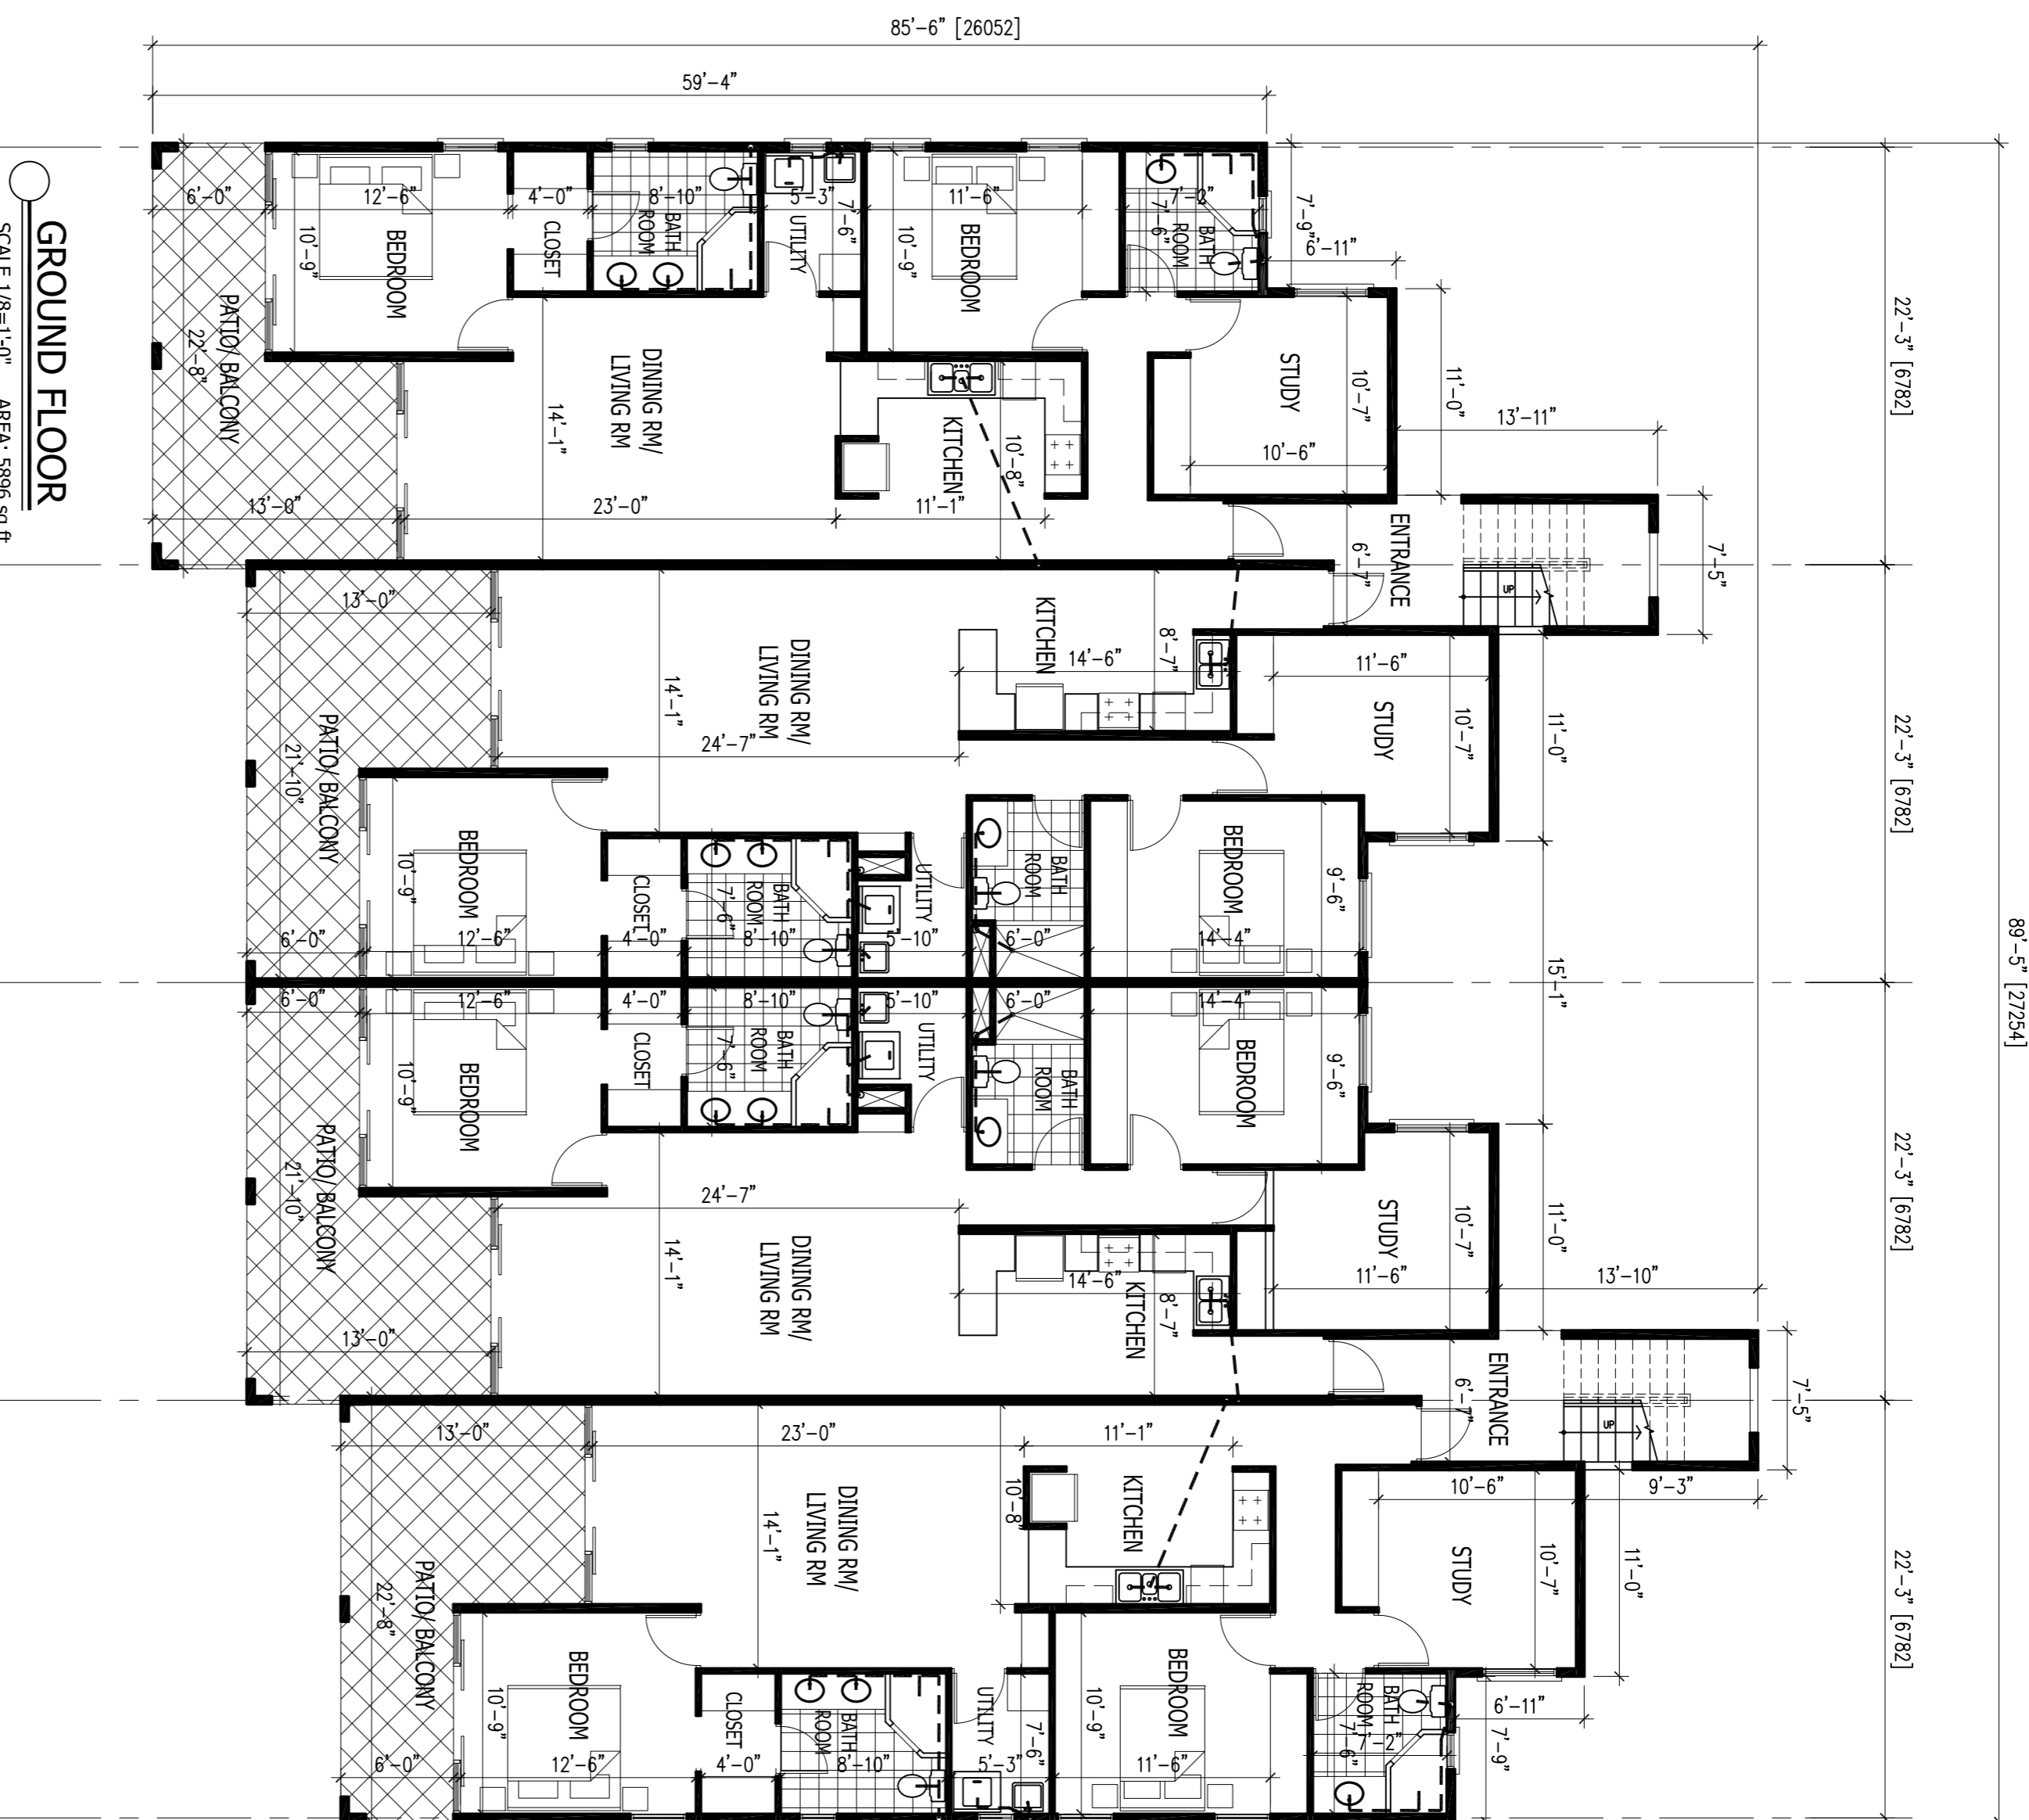 85'-6" [26052]
59'-4"
GROUND FLOOR
SCALE 1/8=1'-0" AREA: 5896 sq.ft
6'-0"
12'-6"
4'-0"
8'-10"
5'-3"
11'-6"
7'-2"
7'-9"
6'-11"
22'-3" [6782]
10'-9"
BEDROOM
CLOSET
BATH
ROOM
UTILITY
7'-6"
10'-9"
BEDROOM
BATH
ROOM
7'-6"
PATIO/ BALCONY
22'-8"
DINING RM/
LIVING RM
14'-1"
KITCHEN
10'-8"
STUDY
10'-7"
11'-0"
10'-6"
13'-11"
13'-0"
23'-0"
11'-1"
ENTRANCE
6'-7"
7'-5"
UP
13'-0"
DINING RM/
LIVING RM
14'-1"
24'-7"
KITCHEN
14'-6"
8'-7"
11'-6"
STUDY
10'-7"
11'-0"
22'-3" [6782]
PATIO/ BALCONY
21'-10"
BEDROOM
10'-9"
CLOSET
BATH
ROOM
7'-6"
UTILITY
BATH
ROOM
BEDROOM
9'-6"
6'-0"
12'-6"
4'-0"
8'-10"
5'-10"
6'-0"
14'-4"
15'-1"
89'-5" [27254]
6'-0"
12'-6"
4'-0"
8'-10"
5'-10"
6'-0"
14'-4"
10'-9"
BEDROOM
CLOSET
BATH
ROOM
7'-6"
UTILITY
BATH
ROOM
BEDROOM
9'-6"
22'-3" [6782]
PATIO/ BALCONY
21'-10"
24'-7"
14'-1"
DINING RM/
LIVING RM
14'-6"
KITCHEN
8'-7"
STUDY
10'-7"
11'-6"
11'-0"
13'-10"
13'-0"
ENTRANCE
6'-7"
7'-5"
UP
13'-0"
23'-0"
11'-1"
10'-6"
9'-3"
DINING RM/
LIVING RM
14'-1"
10'-8"
KITCHEN
STUDY
10'-7"
11'-0"
22'-3" [6782]
PATIO/ BALCONY
22'-8"
BEDROOM
10'-9"
CLOSET
BATH
ROOM
UTILITY
7'-6"
10'-9"
BEDROOM
BATH
ROOM
7'-6"
7'-2"
6'-11"
7'-9"
6'-0"
12'-6"
4'-0"
8'-10"
5'-3"
11'-6"